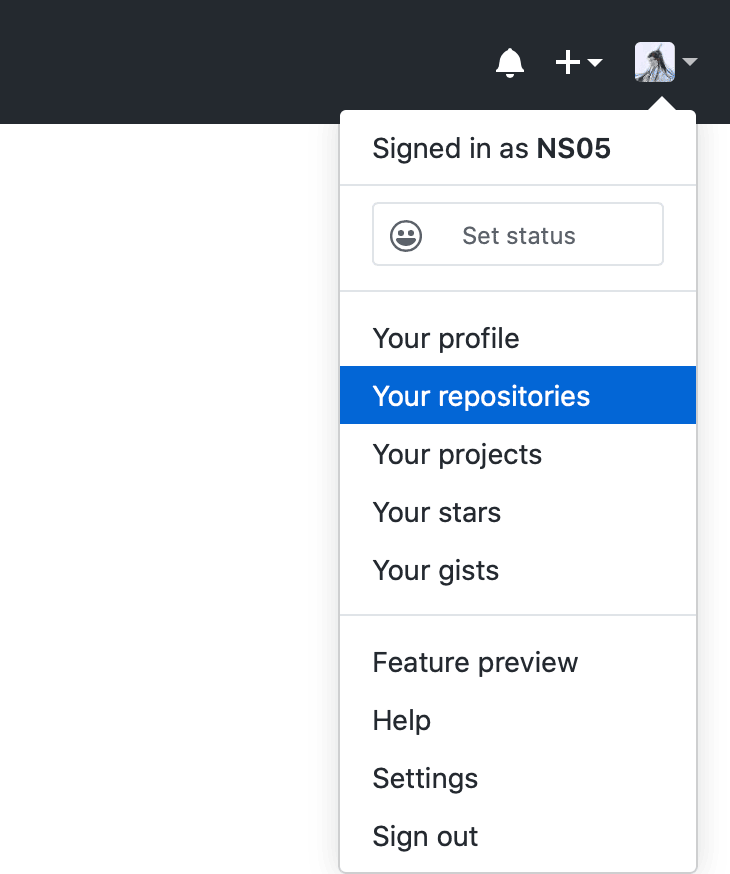 Signed in as NS05
Set status
Your profile
Your repositories
Your projects
Your stars
Your gists
Feature preview
Help
Settings
Sign out